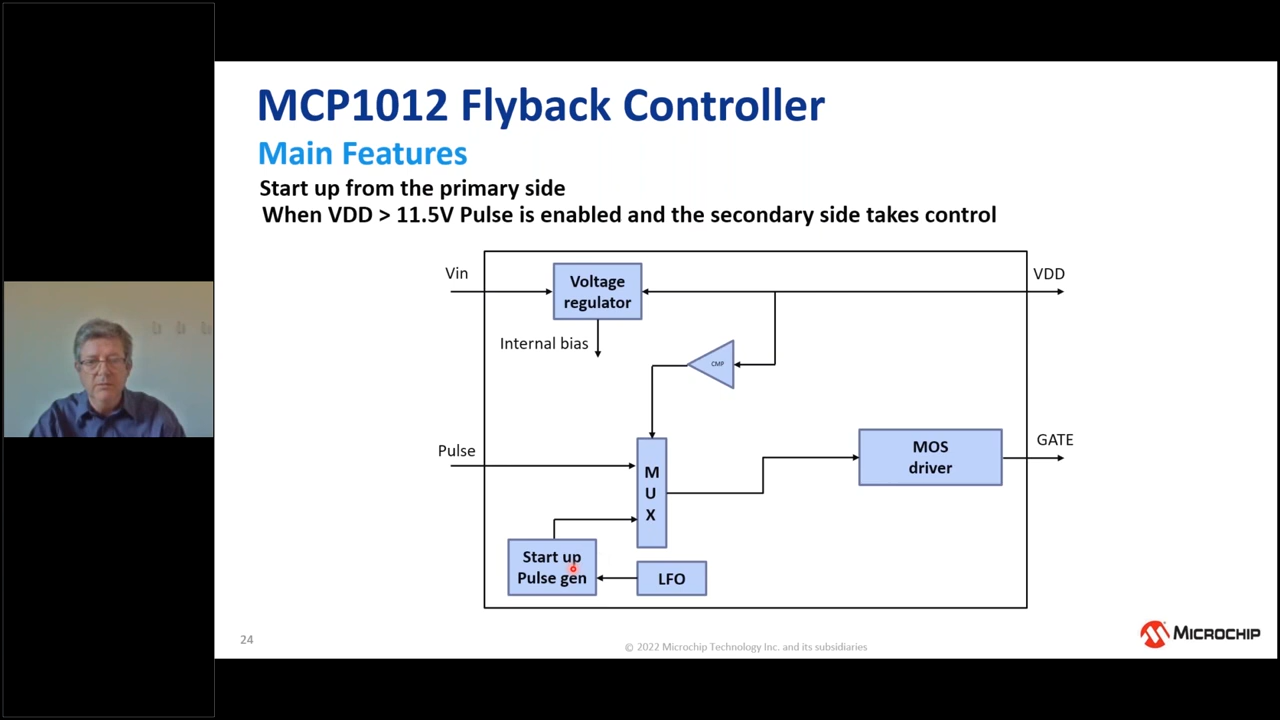 MCP1012 Flyback Controller
Main Features
Start up from the primary side
When VDD > 11.5V Pulse is enabled and the secondary side takes control
Vin
Voltage
regulator
VDD
Internal bias
CMP
Pulse
M
U
X
MOS
driver
GATE
Start up
Pulse gen
LFO
24
© 2022 Microchip Technology Inc. and its subsidiaries
MICROCHIP